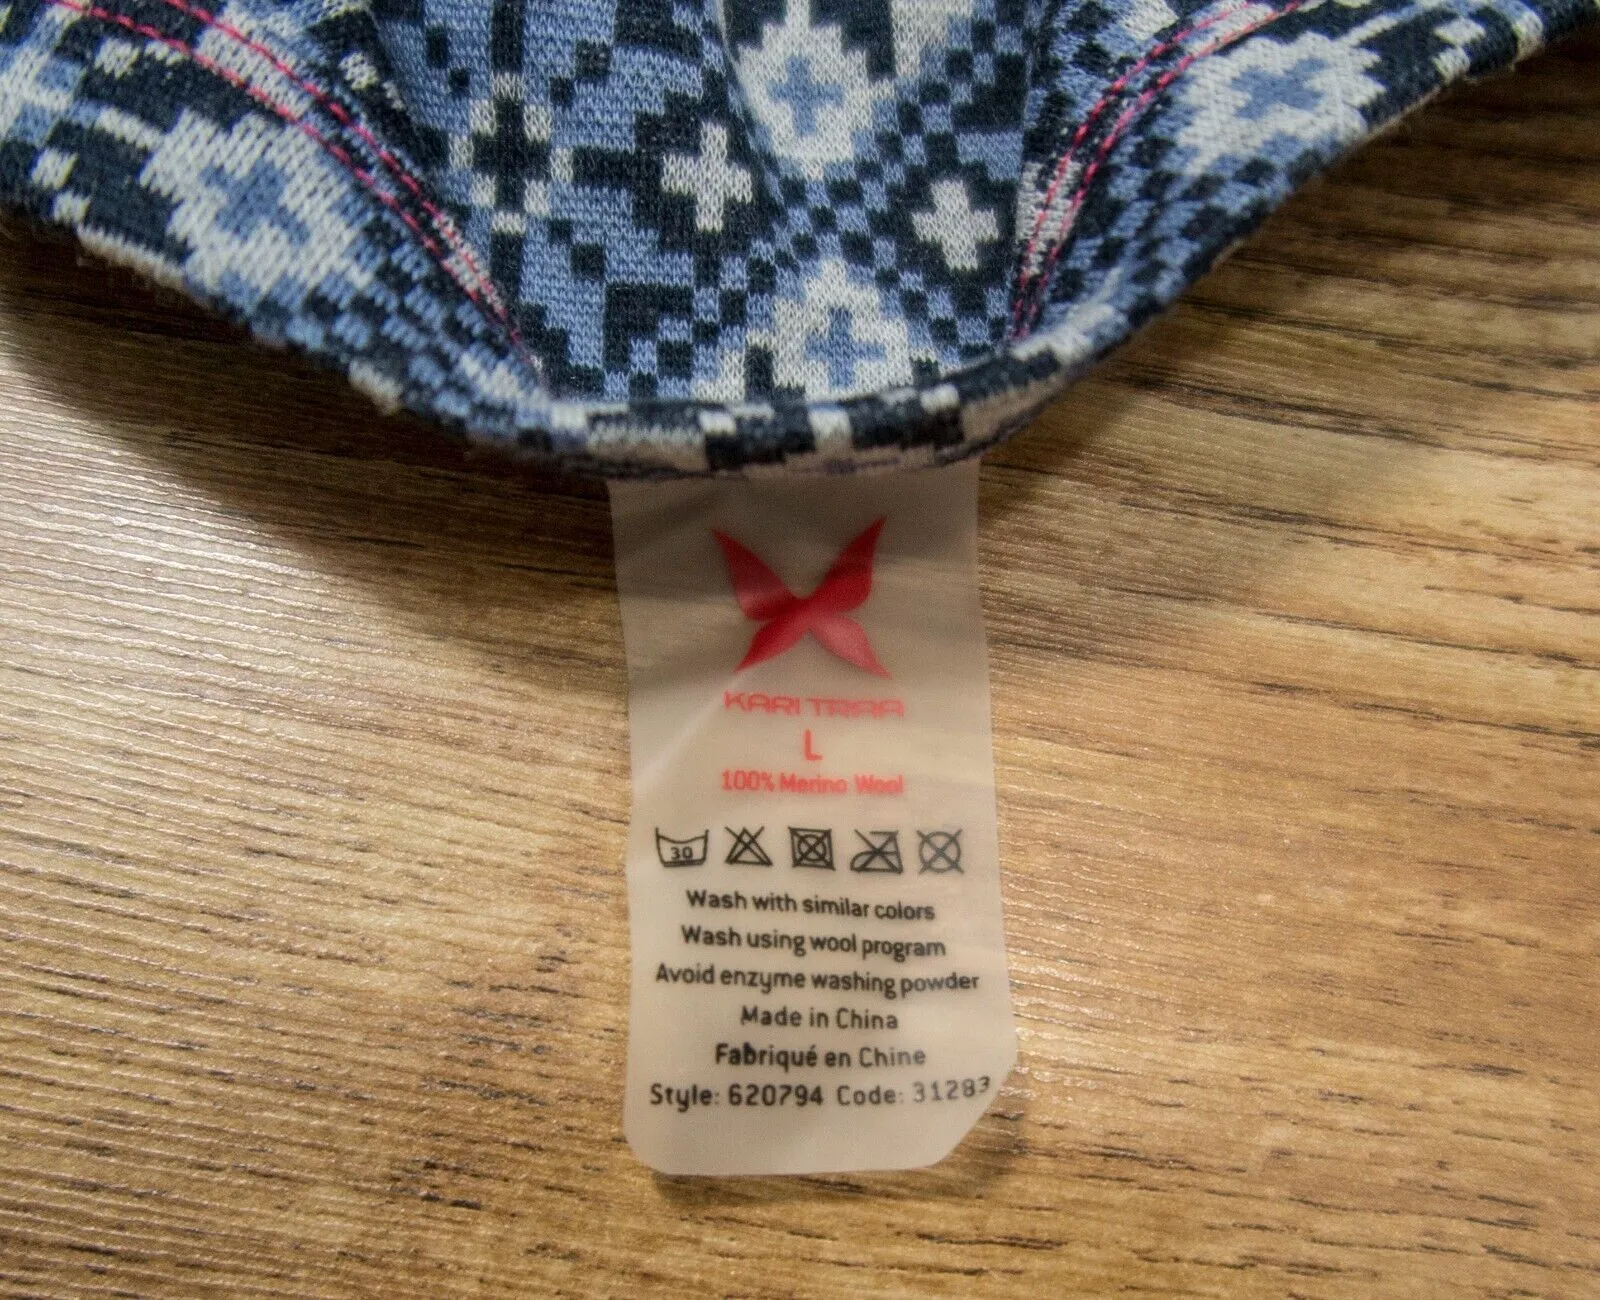 KARI TRAA
L
100% Merino Wool
30
Wash with similar colors
Wash using wool program
Avoid enzyme washing powder
Made in China
Fabriqué en Chine
Style: 620794 Code: 31283